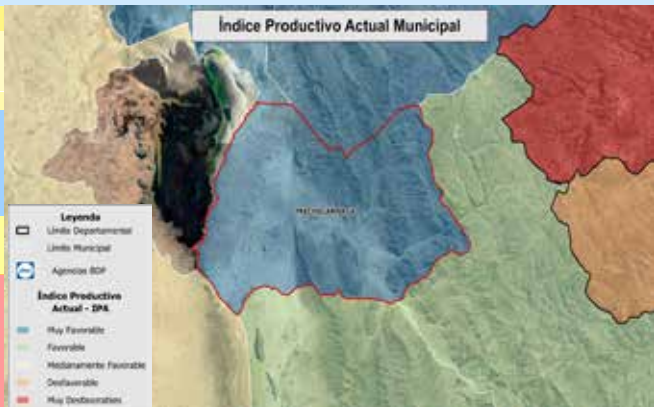 Índice Productivo Actual Municipal
Leyenda
Límite Departamental
Límite Municipal
Agencias BDP
Índice Productivo
Actual - IPA
Muy Favorable
Favorable
Medianamente Favorable
Desfavorable
Muy Desfavorables